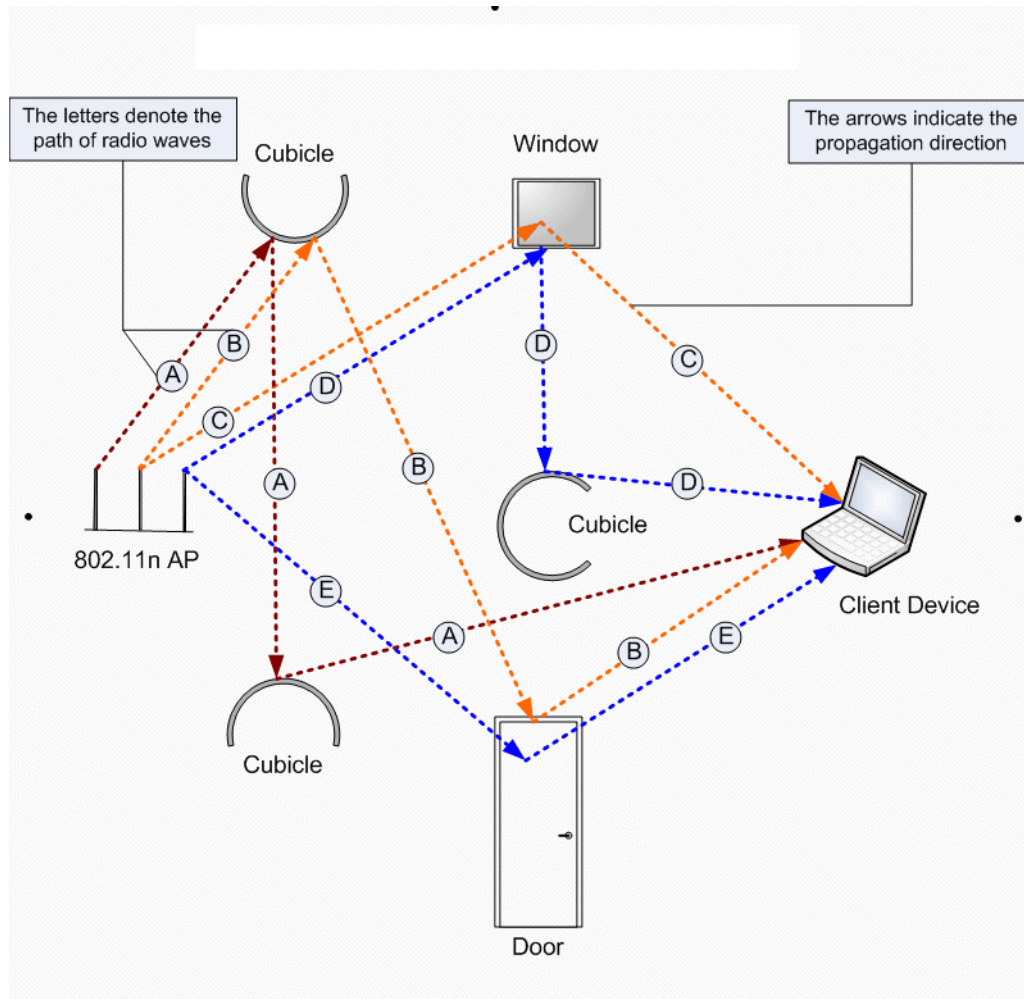 The letters denote the
path of radio waves
Cubicle
Window
The arrows indicate the
propagation direction
B
A
D
C
D
C
B
A
D
Cubicle
802.11n AP
E
Client Device
A
B
E
Cubicle
Door